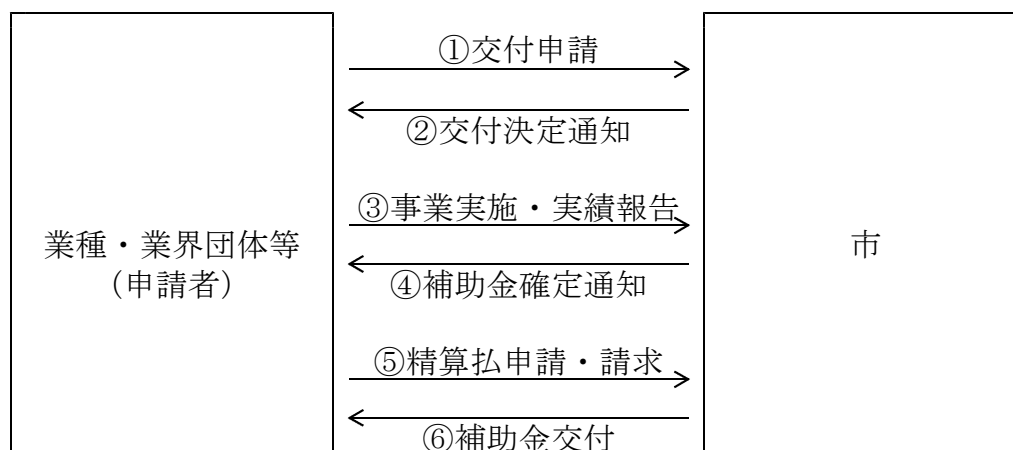 ①交付申請
②交付決定通知
③事業実施・実績報告
業種・業界団体等
（申請者）
市
④補助金確定通知
⑤精算払申請・請求
⑥補助金交付